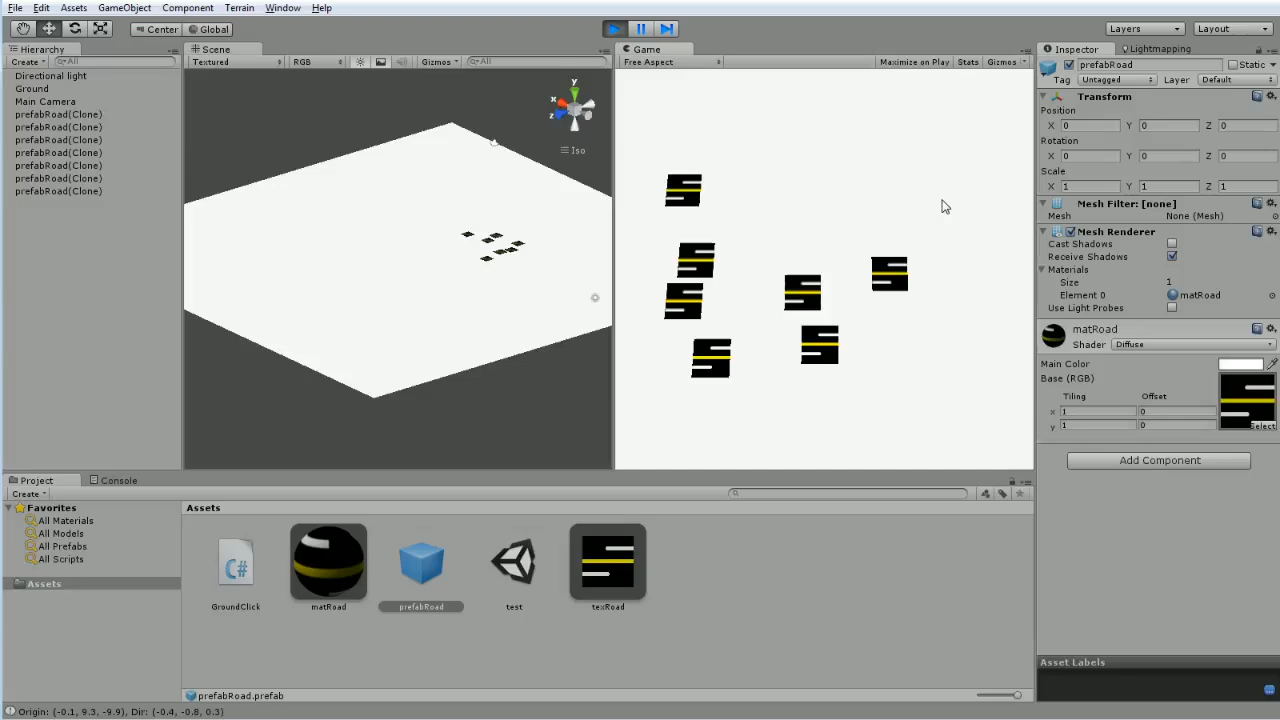 File Edit Assets GameObject Component Terrain Window Help
Center Global Layers Layout
Hierarchy Scene Game Inspector Lightmapping
Create All Textured RGB Gizmos All Free Aspect Maximize on Play Stats Gizmos prefabRoad Static
Tag Untagged Layer Default
Directional light
Ground
Main Camera
prefabRoad(Clone)
prefabRoad(Clone)
prefabRoad(Clone)
prefabRoad(Clone)
prefabRoad(Clone)
prefabRoad(Clone)
prefabRoad(Clone)
y
x
z
Iso
Transform
Position
X 0 Y 0 Z 0
Rotation
X 0 Y 0 Z 0
Scale
X 1 Y 1 Z 1
Mesh Filter: [none]
Mesh None (Mesh)
Mesh Renderer
Cast Shadows
Receive Shadows
Materials
Size 1
Element 0 matRoad
Use Light Probes
matRoad
Shader Diffuse
Main Color
Base (RGB)
Tiling Offset
x 1 0
y 1 0
Select
Add Component
Project Console
Create
Favorites
All Materials
All Models
All Prefabs
All Scripts
Assets
Assets
C#
GroundClick matRoad prefabRoad test texRoad
prefabRoad.prefab
Asset Labels
Origin: (-0.1, 9.3, -9.9), Dir: (-0.4, -0.8, 0.3)